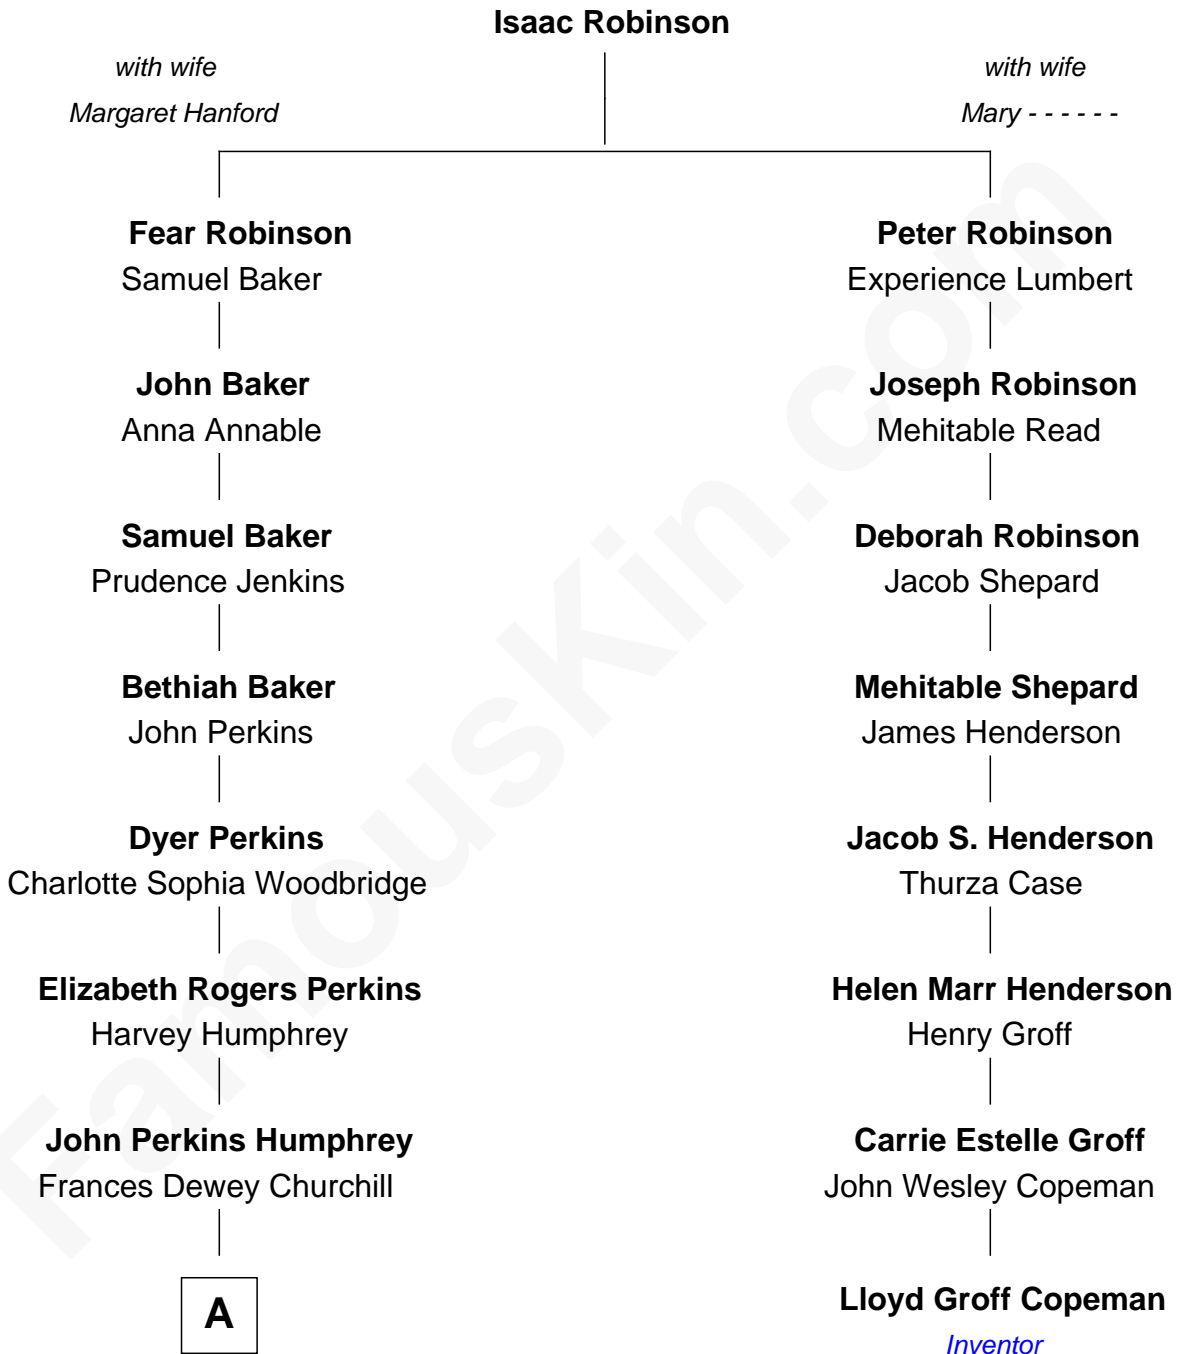 Isaac Robinson
with wife
Margaret Hanford
with wife
Mary - - - - - -
Fear Robinson
Samuel Baker
Peter Robinson
Experience Lumbert
John Baker
Anna Annable
Joseph Robinson
Mehitable Read
Samuel Baker
Prudence Jenkins
Deborah Robinson
Jacob Shepard
Bethiah Baker
John Perkins
Mehitable Shepard
James Henderson
Dyer Perkins
Charlotte Sophia Woodbridge
Jacob S. Henderson
Thurza Case
Elizabeth Rogers Perkins
Harvey Humphrey
Helen Marr Henderson
Henry Groff
John Perkins Humphrey
Frances Dewey Churchill
Carrie Estelle Groff
John Wesley Copeman
A
Lloyd Groff Copeman
Inventor
FamousKin.com